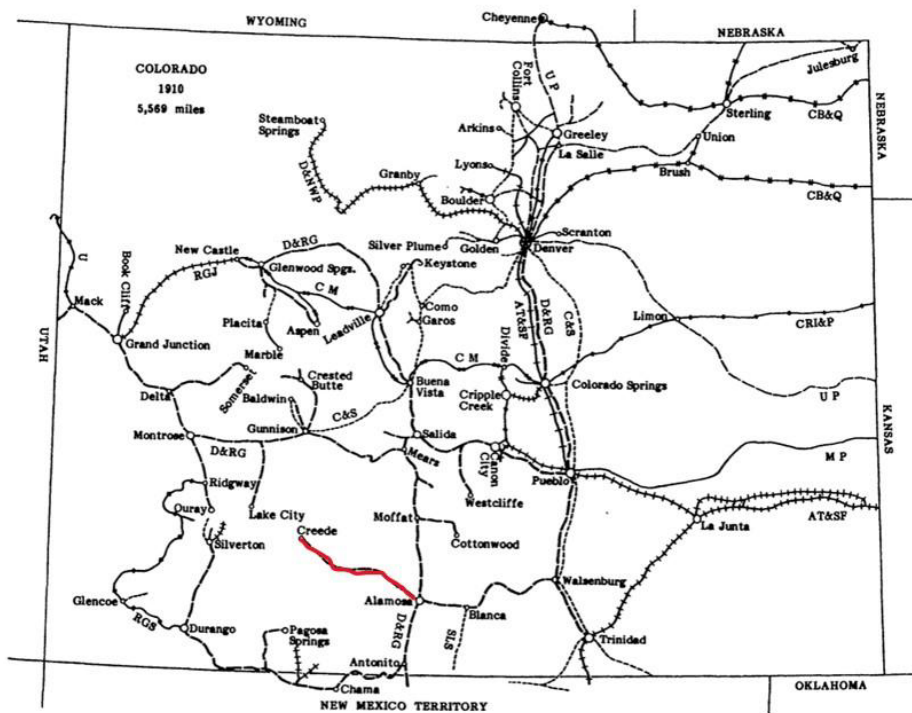 WYOMING
Cheyenne
NEBRASKA
COLORADO
1910
5,569 miles
Julesburg
Fort
Collins
U P
NEBRASKA
Steamboat
Springs
Arkins
Greeley
Sterling
CB&Q
La Salle
Union
D&NWP
Lyons
Brush
Granby
Boulder
CB&Q
New Castle
D&RG
Silver Plume
Golden
Scranton
Denver
U
Book Cliff
RGJ
Glenwood Spgs.
Keystone
C M
Mack
Como
AT&SF
D&RG
C&S
Placita
Aspen
Leadville
Garos
Limon
CRI&P
UTAH
Grand Junction
Marble
Divide
C M
Somerset
Crested
Butte
Buena
Vista
Colorado Springs
Delta
Baldwin
Cripple
Creek
U P
KANSAS
C&S
Gunnison
Montrose
Salida
D&RG
Mears
Canon
City
M P
Pueblo
Ridgway
Westcliffe
Ouray
Lake City
Moffat
AT&SF
La Junta
Creede
Silverton
Cottonwood
Walsenburg
Glencoe
Alamosa
Blanca
RGS
D&RG
SLS
Durango
Pagosa
Springs
Trinidad
Antonito
Chama
OKLAHOMA
NEW MEXICO TERRITORY